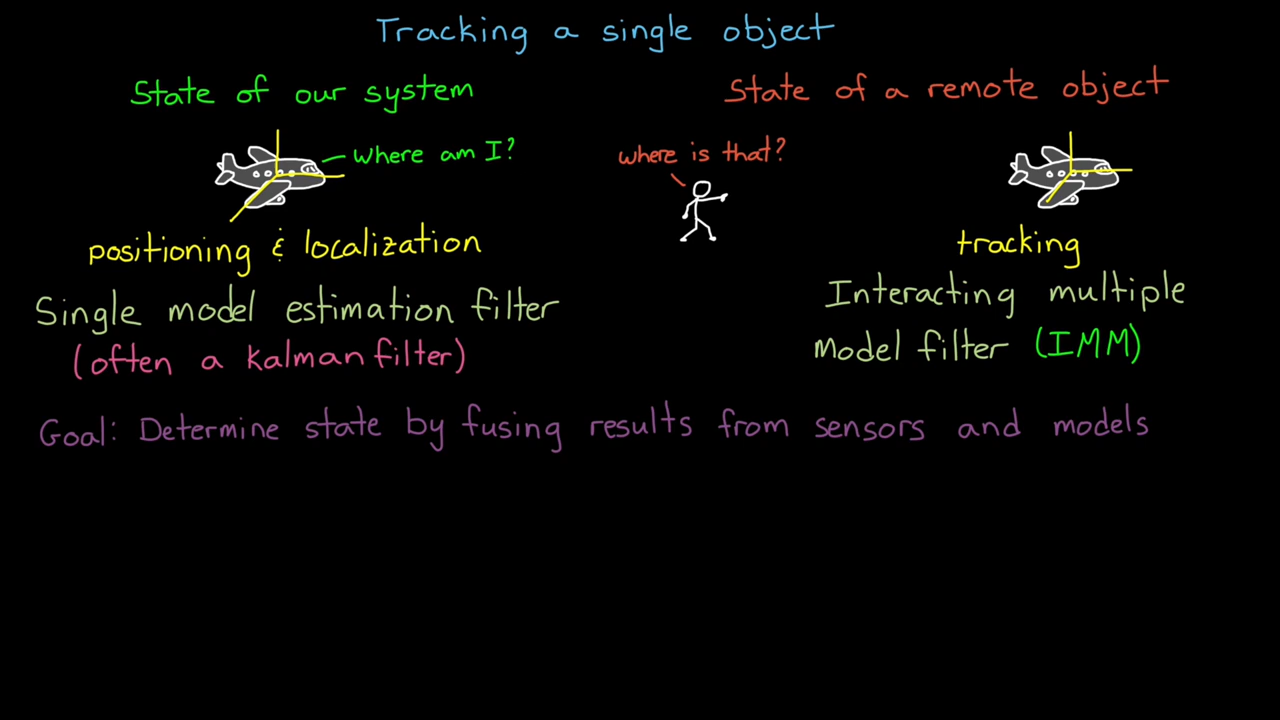 Tracking a single object
State of our system
where am I?
positioning & localization
Single model estimation filter
(often a kalman filter)
State of a remote object
where is that?
tracking
Interacting multiple
Model filter (IMM)
Goal: Determine state by fusing results from sensors and models